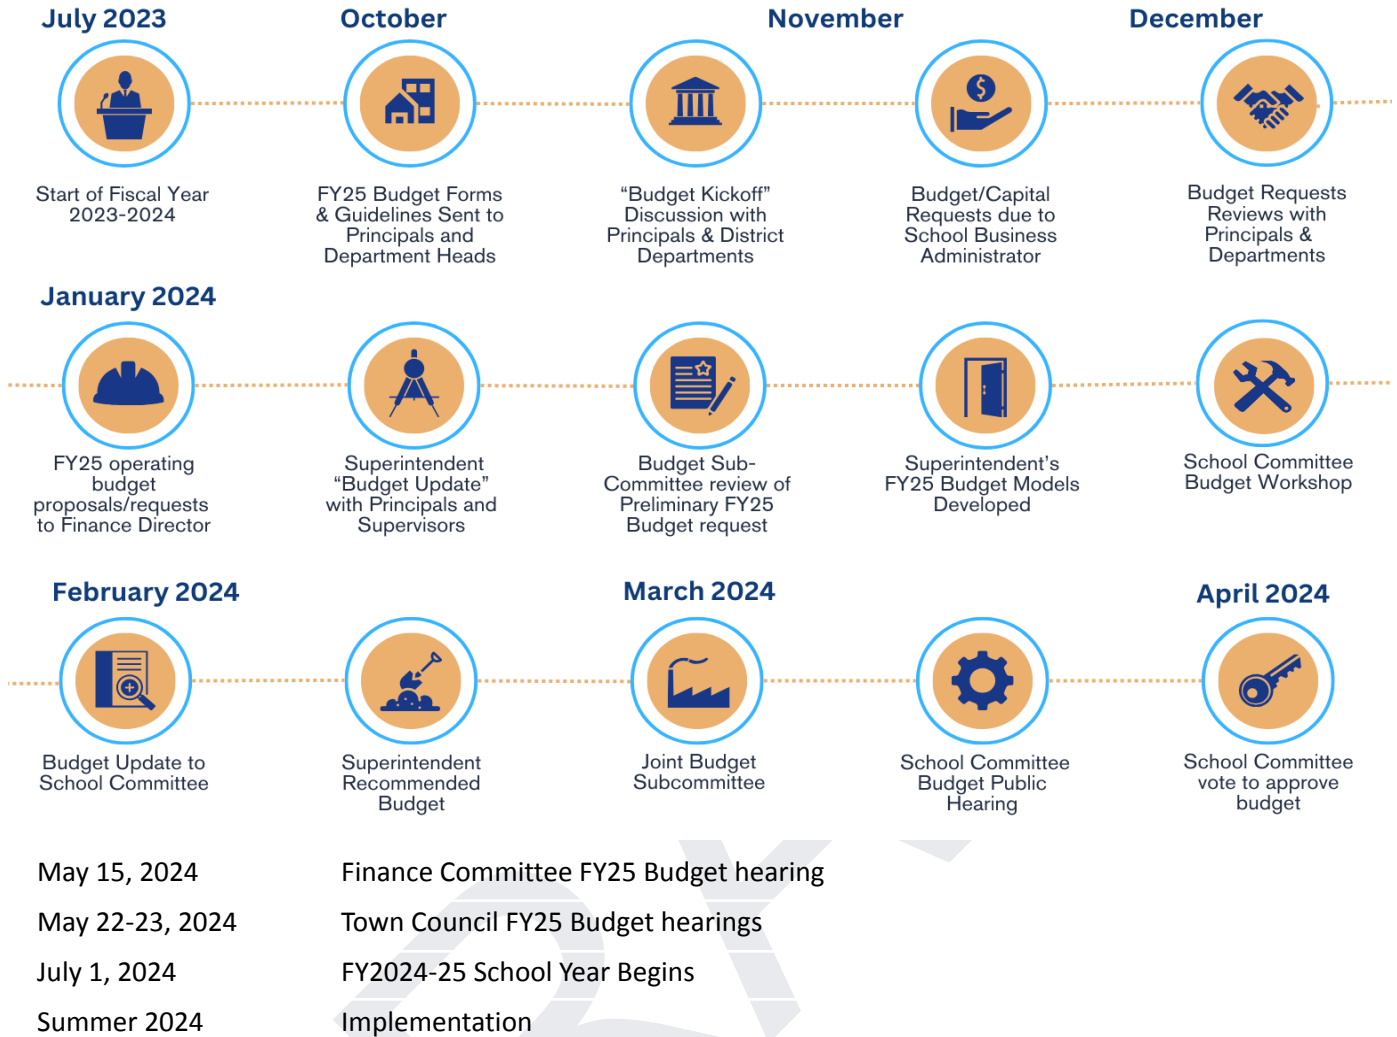 July 2023
October
November
December
Start of Fiscal Year
2023-2024
FY25 Budget Forms
& Guidelines Sent to
Principals and
Department Heads
“Budget Kickoff”
Discussion with
Principals & District
Departments
Budget/Capital
Requests due to
School Business
Administrator
Budget Requests
Reviews with
Principals &
Departments
January 2024
FY25 operating
budget
proposals/requests
to Finance Director
Superintendent
“Budget Update”
with Principals and
Supervisors
Budget Sub-
Committee review of
Preliminary FY25
Budget request
Superintendent’s
FY25 Budget Models
Developed
School Committee
Budget Workshop
February 2024
March 2024
April 2024
Budget Update to
School Committee
Superintendent
Recommended
Budget
Joint Budget
Subcommittee
School Committee
Budget Public
Hearing
School Committee
vote to approve
budget
May 15, 2024 Finance Committee FY25 Budget hearing
May 22-23, 2024 Town Council FY25 Budget hearings
July 1, 2024 FY2024-25 School Year Begins
Summer 2024 Implementation